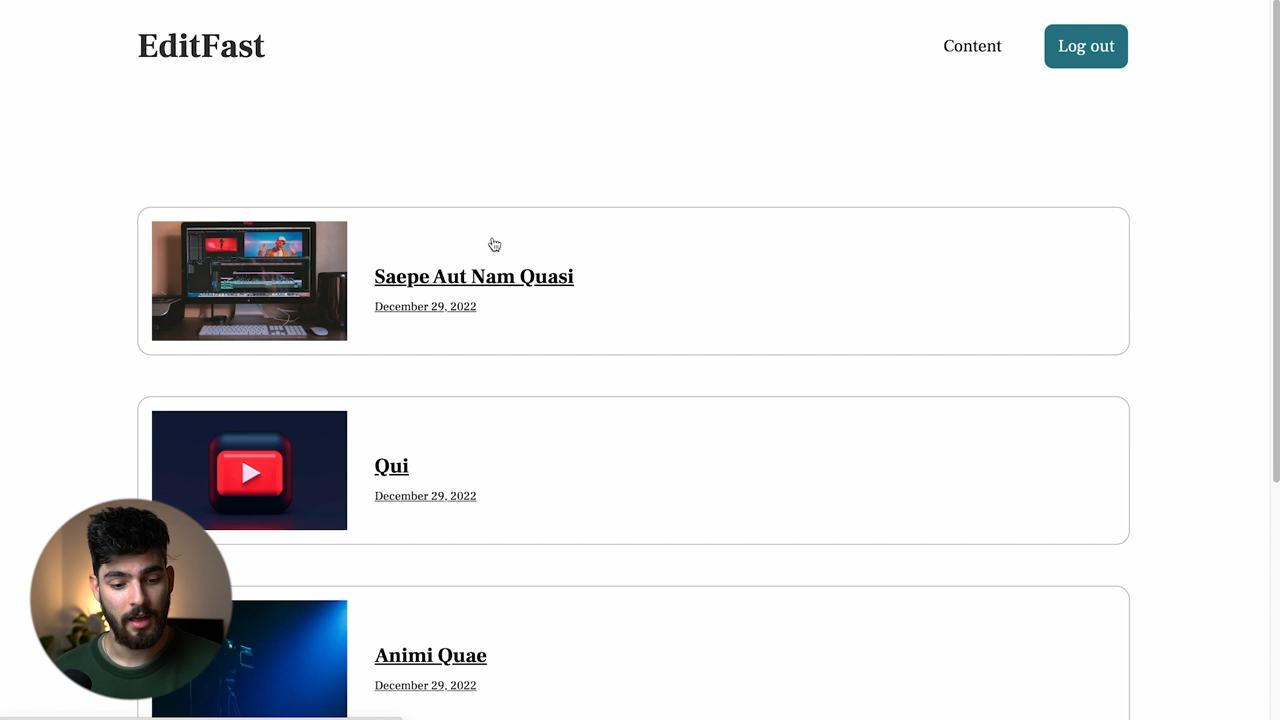 EditFast
Content
Log out
Saepe Aut Nam Quasi
December 29, 2022
Qui
December 29, 2022
Animi Quae
December 29, 2022